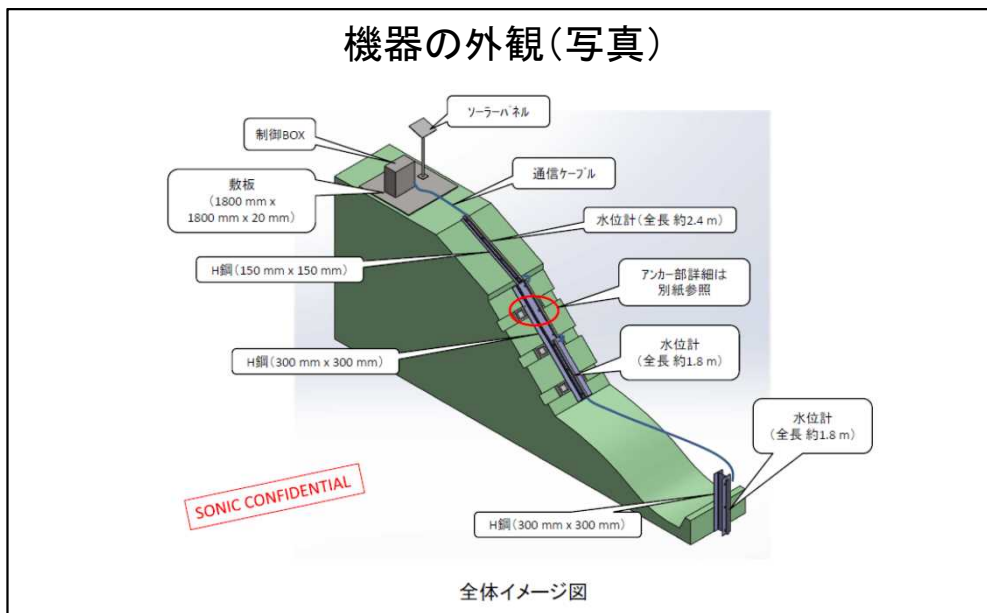 機器の外観(写真)
ソーラーパネル
制御BOX
敷板
(1800 mm x
1800 mm x 20 mm)
通信ケーブル
水位計(全長 約2.4 m)
H鋼(150 mm x 150 mm)
アンカー部詳細は
別紙参照
水位計
(全長 約1.8 m)
H鋼(300 mm x 300 mm)
水位計
(全長 約1.8 m)
SONIC CONFIDENTIAL
H鋼(300 mm x 300 mm)
全体イメージ図